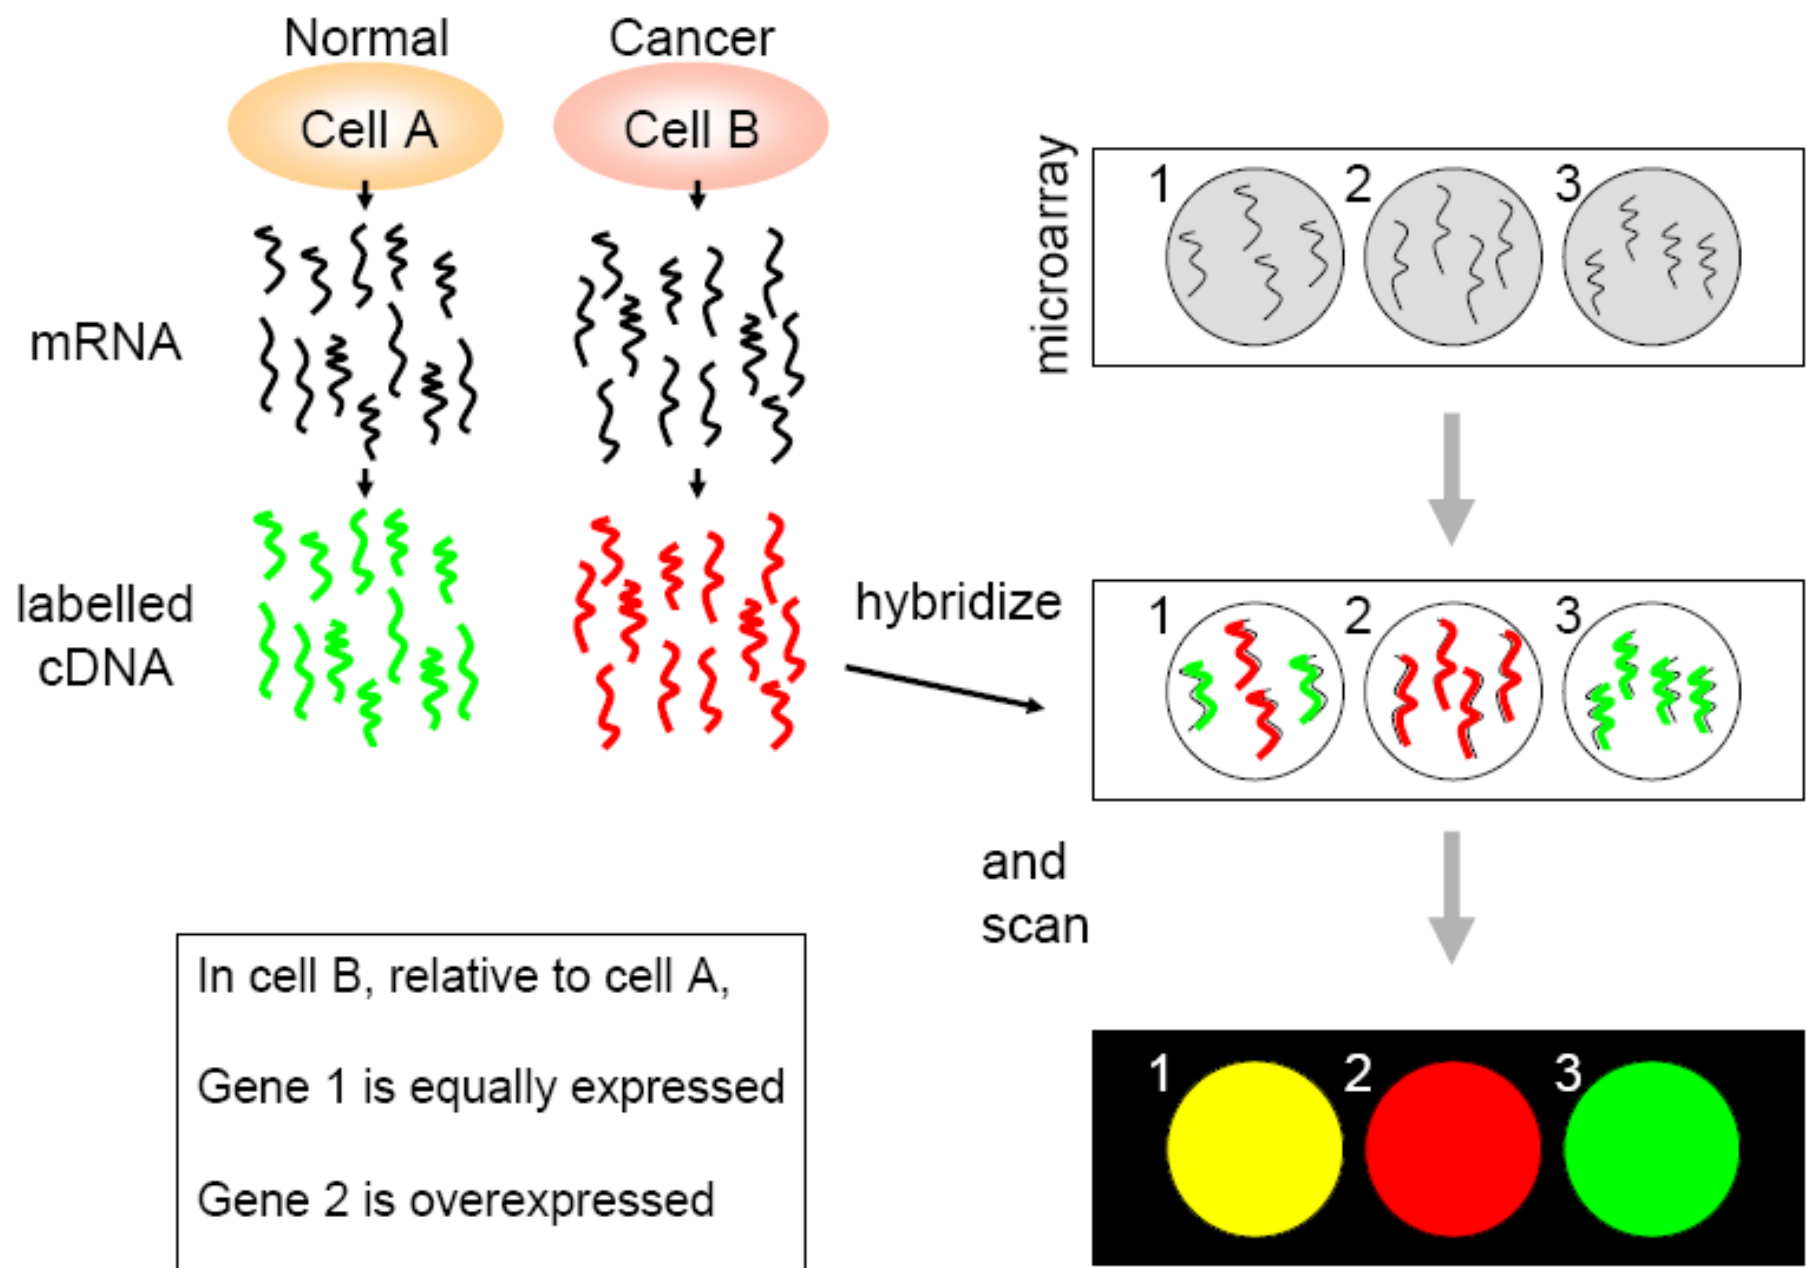 Normal
Cancer
Cell A
Cell B
mRNA
labelled
cDNA
microarray
1 2 3
hybridize
1 2 3
and
scan
1 2 3
In cell B, relative to cell A,
Gene 1 is equally expressed
Gene 2 is overexpressed